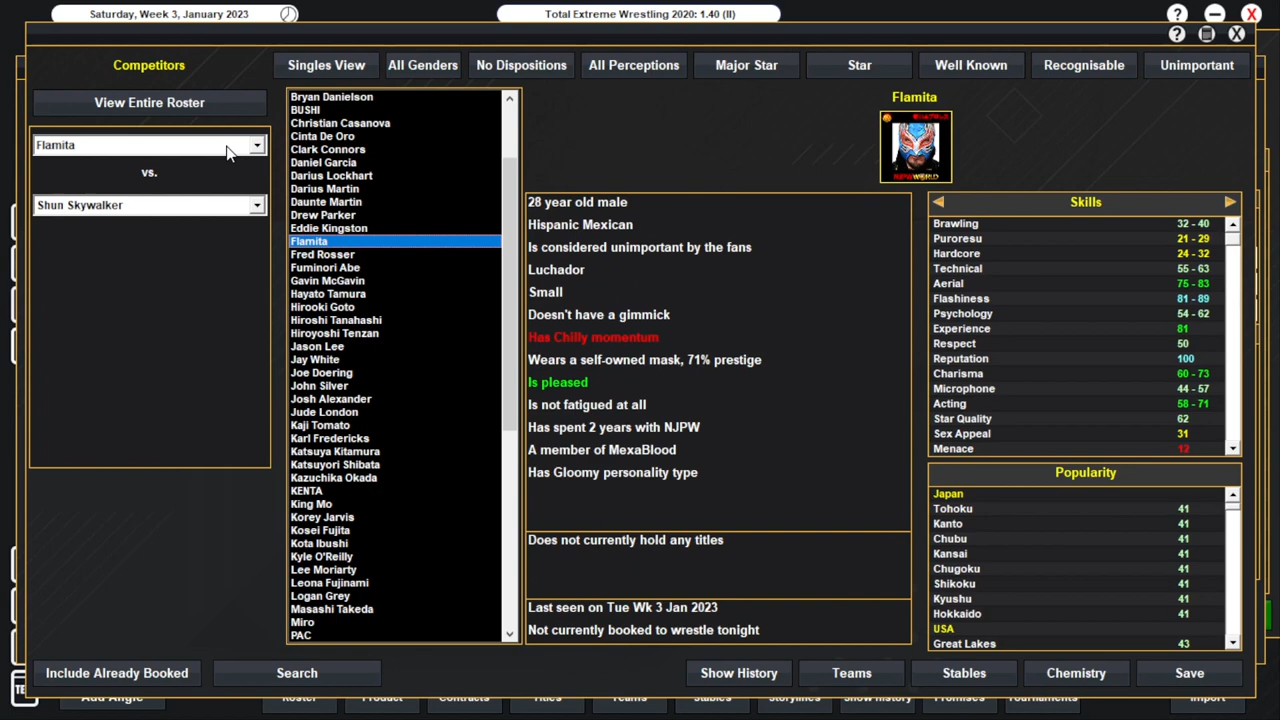 Saturday, Week 3, January 2023
Total Extreme Wrestling 2020: 1.40 (II)
Competitors
Singles View
All Genders
No Dispositions
All Perceptions
Major Star
Star
Well Known
Recognisable
Unimportant
View Entire Roster
Flamita
vs.
Shun Skywalker
Bryan Danielson
BUSHI
Christian Casanova
Cinta De Oro
Clark Connors
Daniel Garcia
Darius Lockhart
Darius Martin
Daunte Martin
Drew Parker
Eddie Kingston
Flamita
Fred Rosser
Fuminori Abe
Gavin McGavin
Hayato Tamura
Hirooki Goto
Hiroshi Tanahashi
Hiroyoshi Tenzan
Jason Lee
Jay White
Joe Doering
John Silver
Josh Alexander
Jude London
Kaji Tomato
Karl Fredericks
Katsuya Kitamura
Katsuyori Shibata
Kazuchika Okada
KENTA
King Mo
Korey Jarvis
Kosei Fujita
Kota Ibushi
Kyle O'Reilly
Lee Moriarty
Leona Fujinami
Logan Grey
Masashi Takeda
Miro
PAC
Flamita
28 year old male
Hispanic Mexican
Is considered unimportant by the fans
Luchador
Small
Doesn't have a gimmick
Has Chilly momentum
Wears a self-owned mask, 71% prestige
Is pleased
Is not fatigued at all
Has spent 2 years with NJPW
A member of MexaBlood
Has Gloomy personality type
Does not currently hold any titles
Last seen on Tue Wk 3 Jan 2023
Not currently booked to wrestle tonight
Skills
Brawling 32 - 40
Puroresu 21 - 29
Hardcore 24 - 32
Technical 55 - 63
Aerial 75 - 83
Flashiness 81 - 89
Psychology 54 - 62
Experience 81
Respect 50
Reputation 100
Charisma 60 - 73
Microphone 44 - 57
Acting 58 - 71
Star Quality 62
Sex Appeal 31
Menace 12
Popularity
Japan
Tohoku 41
Kanto 41
Chubu 41
Kansai 41
Chugoku 41
Shikoku 41
Kyushu 41
Hokkaido 41
USA
Great Lakes 43
Include Already Booked
Search
Show History
Teams
Stables
Chemistry
Save